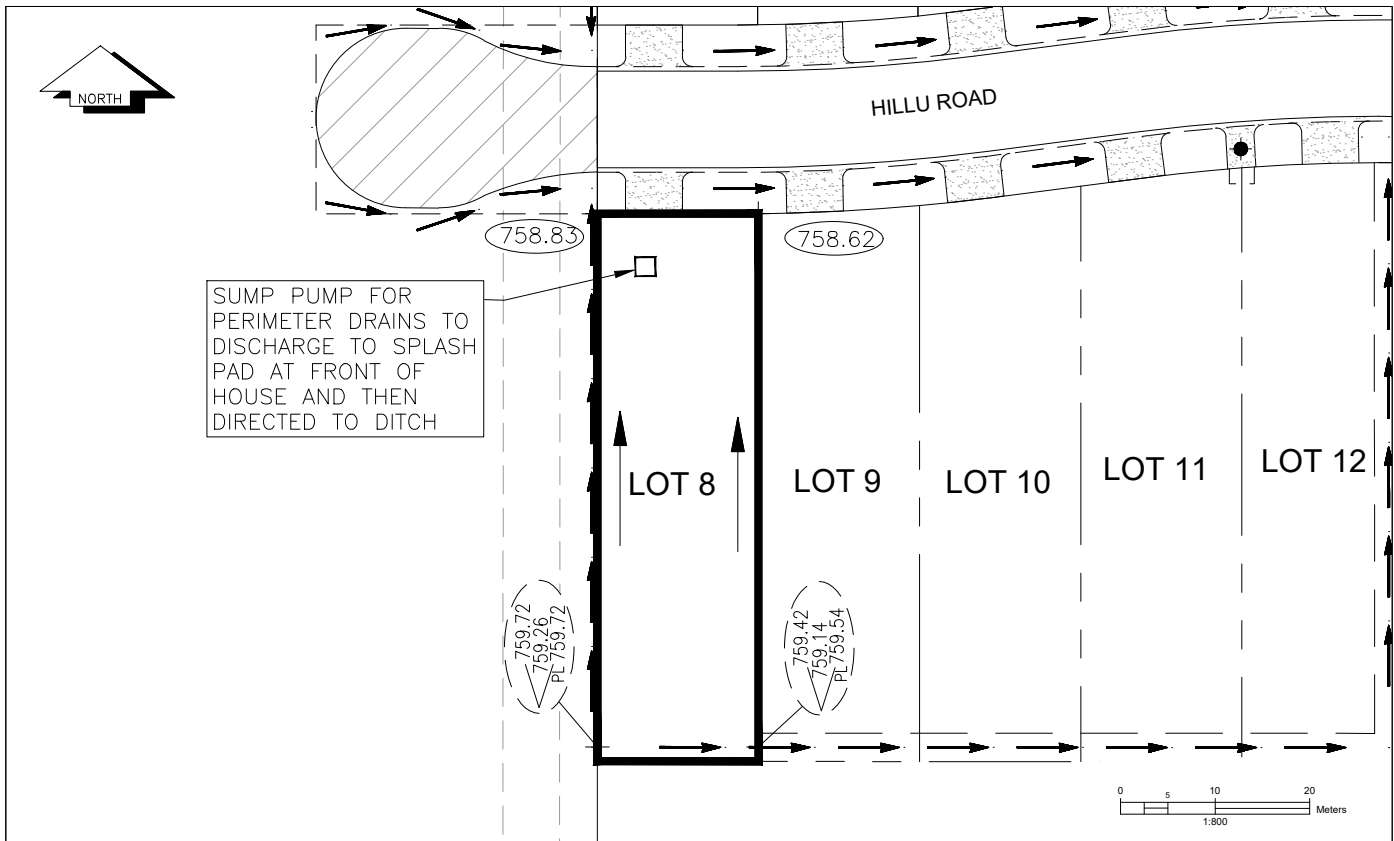 NORTH
HILLU ROAD
758.83
758.62
SUMP PUMP FOR
PERIMETER DRAINS TO
DISCHARGE TO SPLASH
PAD AT FRONT OF
HOUSE AND THEN
DIRECTED TO DITCH
LOT 8
LOT 9
LOT 10
LOT 11
LOT 12
759.72
759.26
PL 759.72
759.42
759.14
PL 759.54
0 5 10 20
Meters
1:800